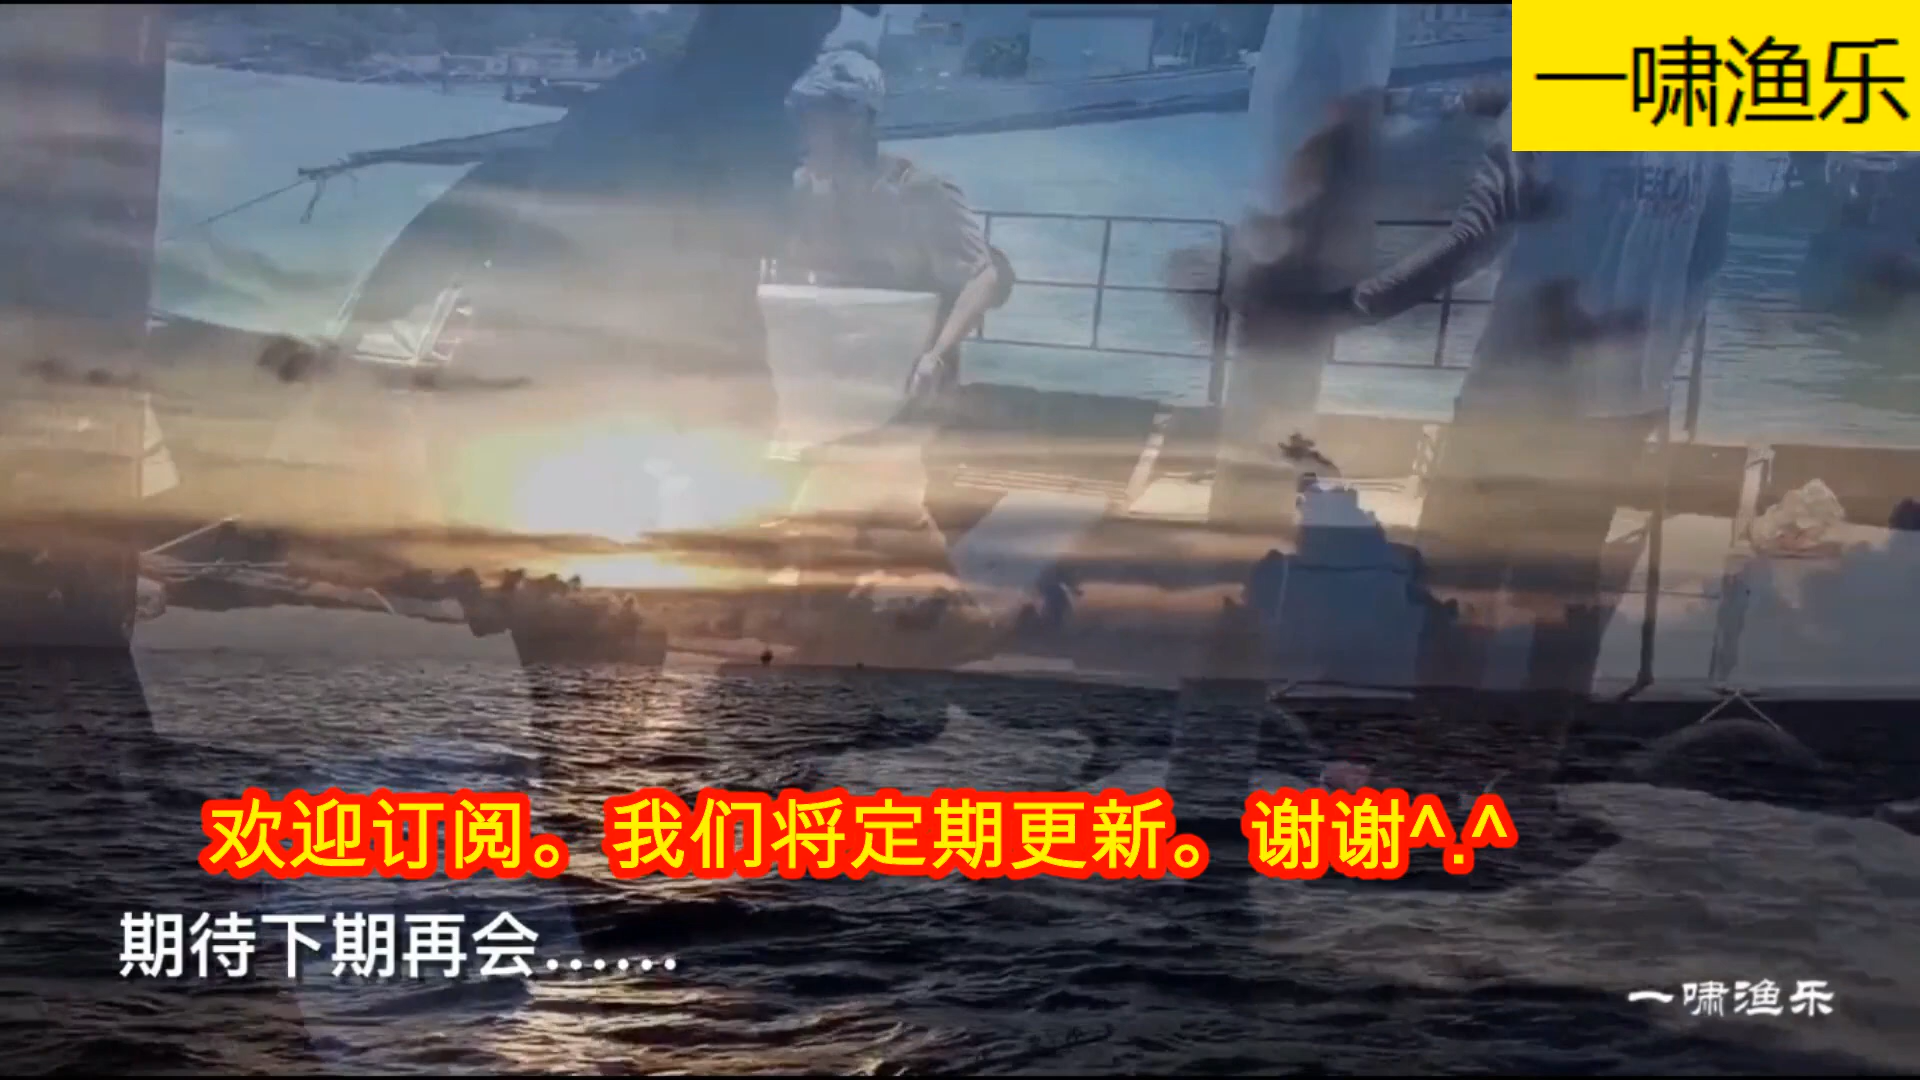 一啸渔乐
欢迎订阅。我们将定期更新。谢谢^.^
期待下期再会......
一啸渔乐